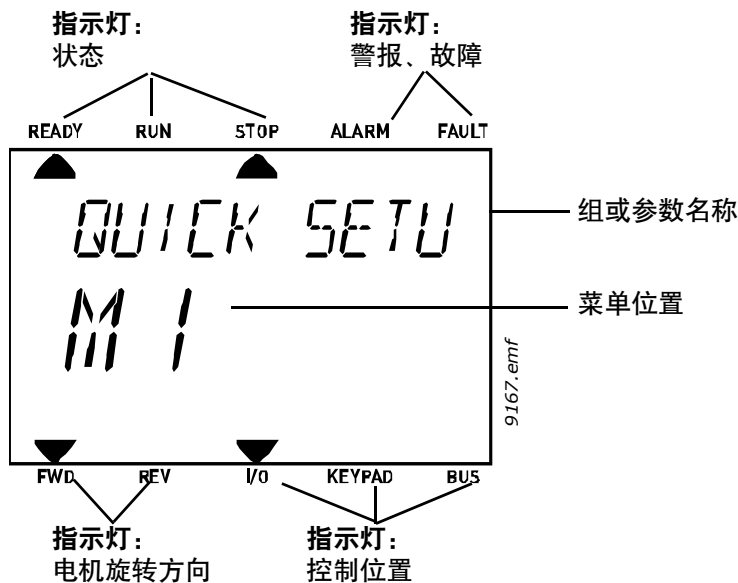 指示灯： 指示灯：
状态 警报、故障
READY RUN STOP ALARM FAULT
QUICK SETU
组或参数名称
M 1
菜单位置
9167.emf
FWD REV I/O KEYPAD BUS
指示灯： 指示灯：
电机旋转方向 控制位置